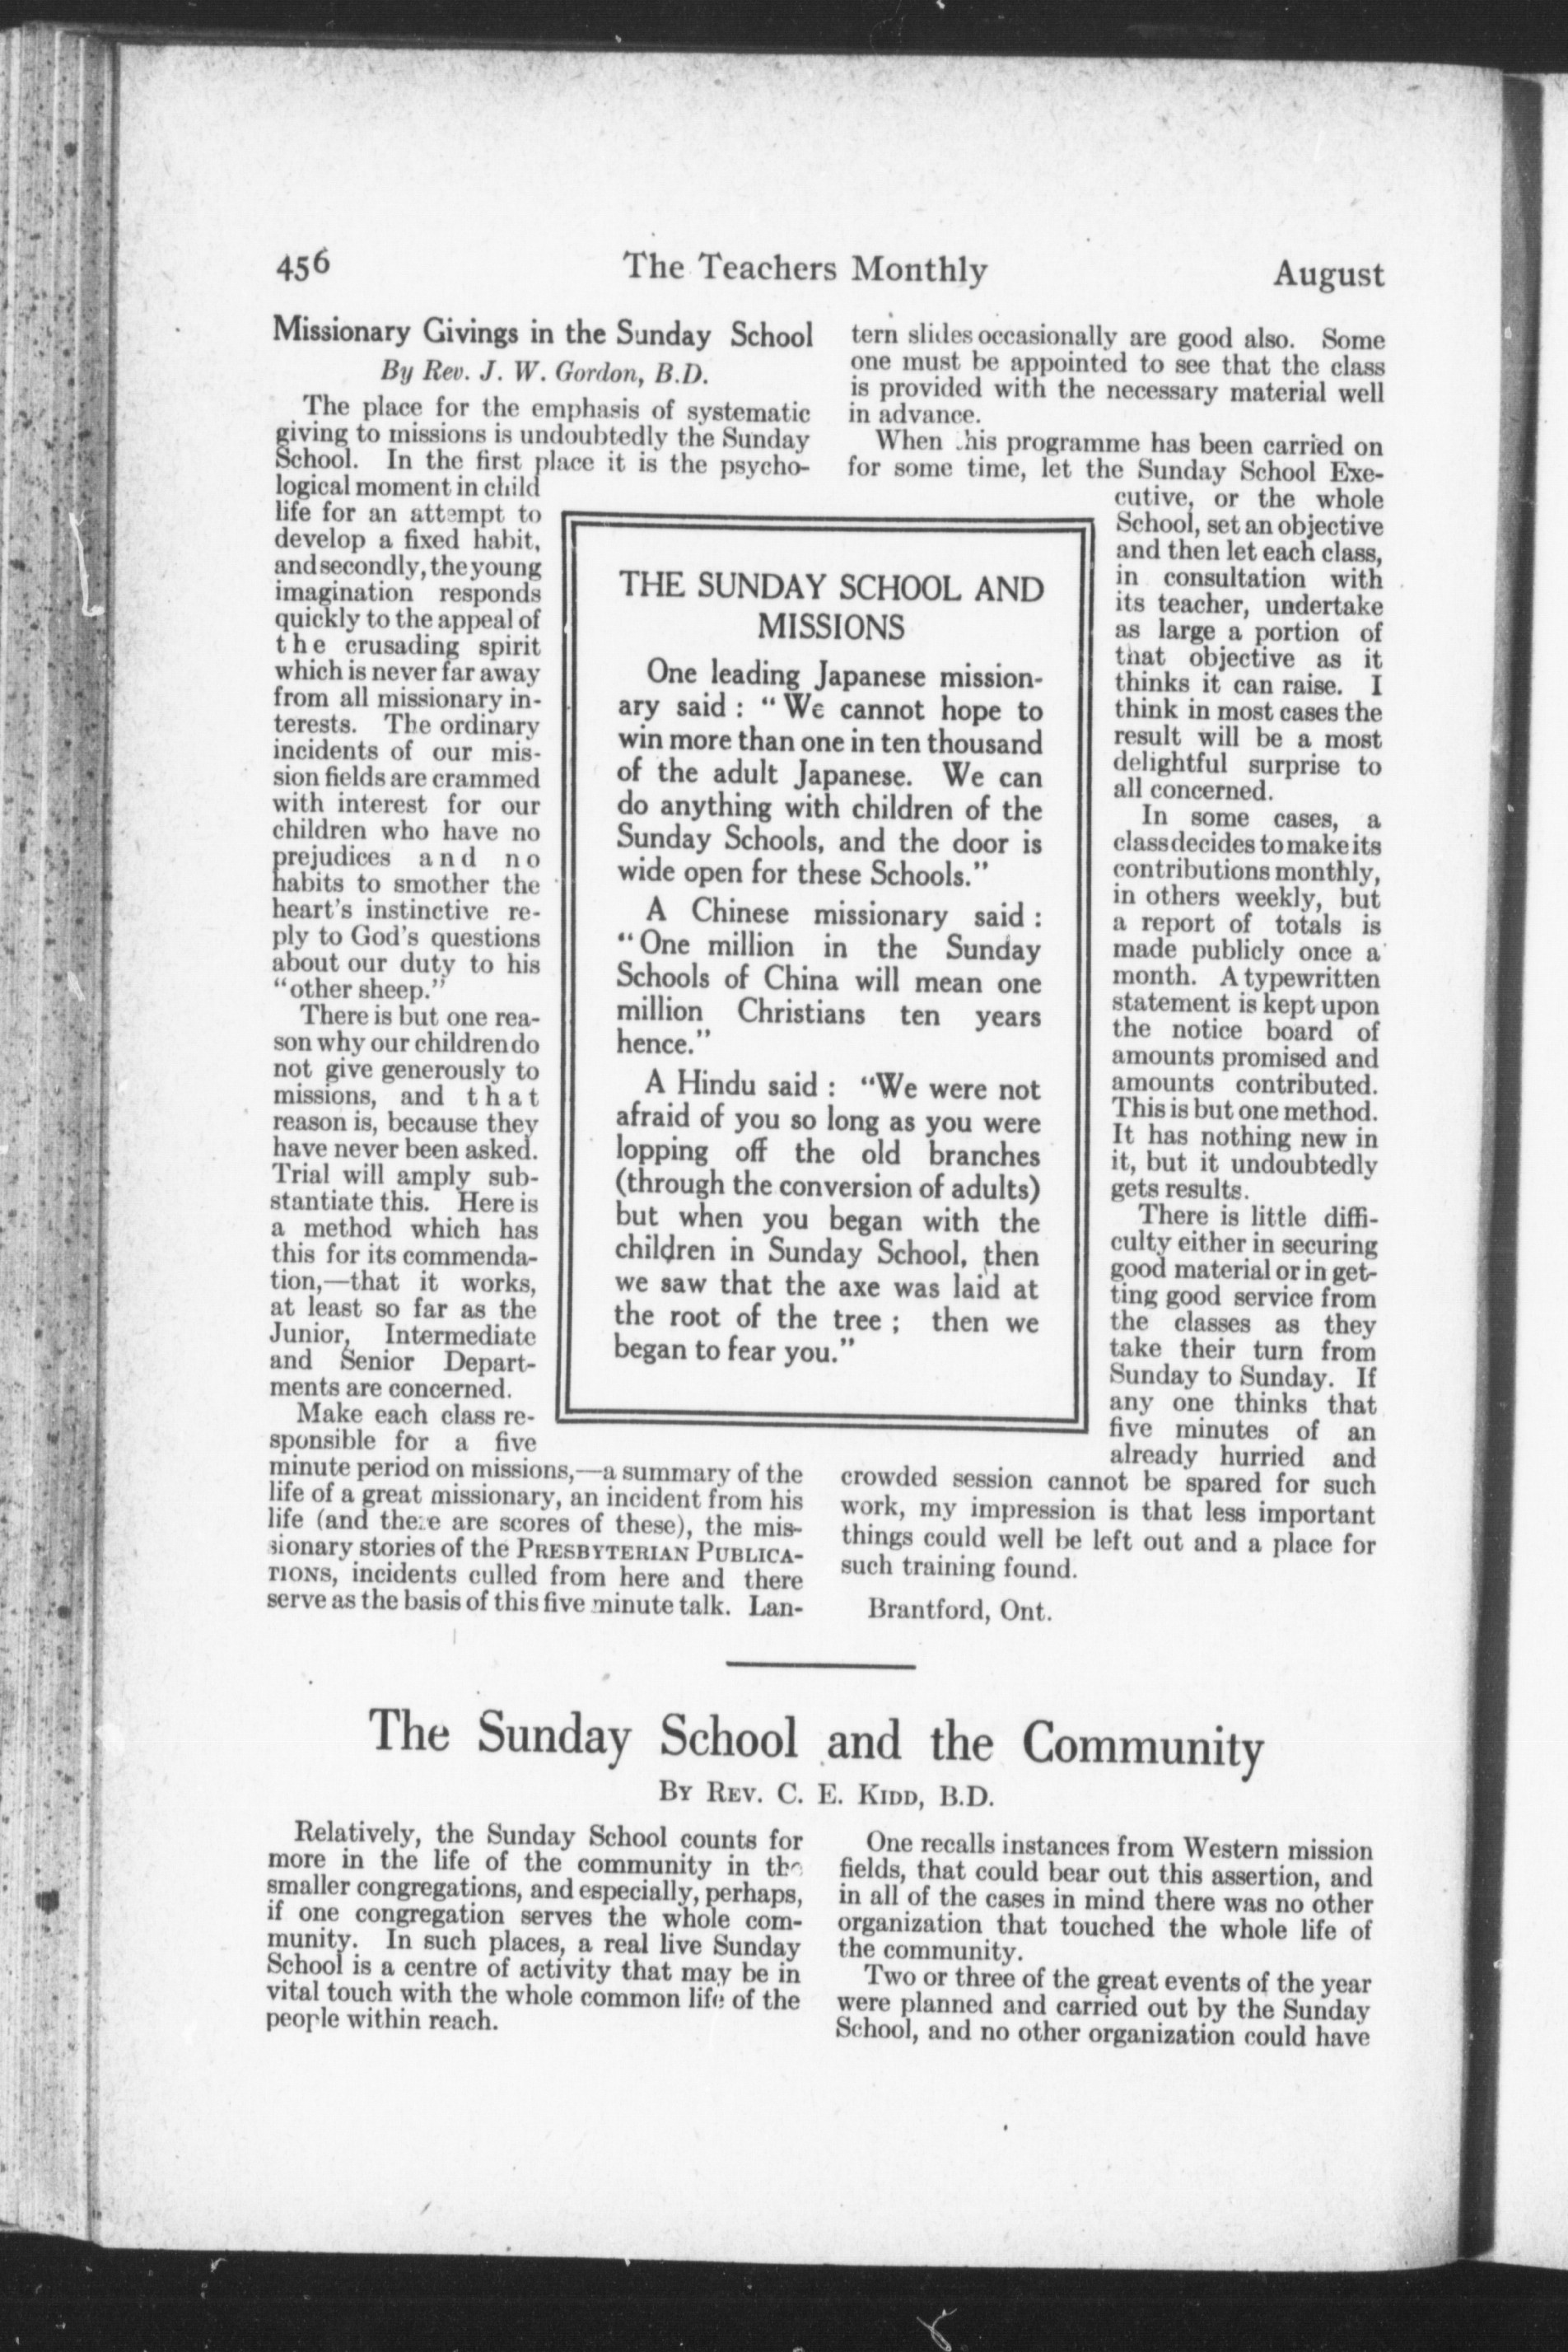 456 The Teachers Monthly August
Missionary Givings in the Sunday School
By Rev. J. W. Gordon, B.D.
The place for the emphasis of systematic
giving to missions is undoubtedly the Sunday
School. In the first place it is the psycho-
logical moment in child
life for an attempt to
develop a fixed habit,
and secondly, the young
imagination responds
quickly to the appeal of
the crusading spirit
which is never far away
from all missionary in-
terests. The ordinary
incidents of our mis-
sion fields are crammed
with interest for our
children who have no
prejudices and no
habits to smother the
heart's instinctive re-
ply to God's questions
about our duty to his
"other sheep."
There is but one rea-
son why our children do
not give generously to
missions, and that
reason is, because they
have never been asked.
Trial will amply sub-
stantiate this. Here is
a method which has
this for its commenda-
tion,—that it works,
at least so far as the
Junior, Intermediate
and Senior Depart-
ments are concerned.
Make each class re-
sponsible for a five
minute period on missions,—a summary of the
life of a great missionary, an incident from his
life (and there are scores of these), the mis-
sionary stories of the PRESBYTERIAN PUBLICA-
TIONS, incidents culled from here and there
serve as the basis of this five minute talk. Lan-
tern slides occasionally are good also. Some
one must be appointed to see that the class
is provided with the necessary material well
in advance.
When this programme has been carried on
for some time, let the Sunday School Exe-
cutive, or the whole
School, set an objective
and then let each class,
in consultation with
its teacher, undertake
as large a portion of
that objective as it
thinks it can raise. I
think in most cases the
result will be a most
delightful surprise to
all concerned.
In some cases, a
class decides to make its
contributions monthly,
in others weekly, but
a report of totals is
made publicly once a
month. A typewritten
statement is kept upon
the notice board of
amounts promised and
amounts contributed.
This is but one method.
It has nothing new in
it, but it undoubtedly
gets results.
There is little diffi-
culty either in securing
good material or in get-
ting good service from
the classes as they
take their turn from
Sunday to Sunday. If
any one thinks that
five minutes of an
already hurried and
crowded session cannot be spared for such
work, my impression is that less important
things could well be left out and a place for
such training found.
Brantford, Ont.
THE SUNDAY SCHOOL AND
MISSIONS
One leading Japanese mission-
ary said : "We cannot hope to
win more than one in ten thousand
of the adult Japanese. We can
do anything with children of the
Sunday Schools, and the door is
wide open for these Schools."
A Chinese missionary said :
"One million in the Sunday
Schools of China will mean one
million Christians ten years
hence."
A Hindu said : "We were not
afraid of you so long as you were
lopping off the old branches
(through the conversion of adults)
but when you began with the
children in Sunday School, then
we saw that the axe was laid at
the root of the tree ; then we
began to fear you."
The Sunday School and the Community
BY REV. C. E. KIDD, B.D.
Relatively, the Sunday School counts for
more in the life of the community in the
smaller congregations, and especially, perhaps,
if one congregation serves the whole com-
munity. In such places, a real live Sunday
School is a centre of activity that may be in
vital touch with the whole common life of the
people within reach.
One recalls instances from Western mission
fields, that could bear out this assertion, and
in all of the cases in mind there was no other
organization that touched the whole life of
the community.
Two or three of the great events of the year
were planned and carried out by the Sunday
School, and no other organization could have